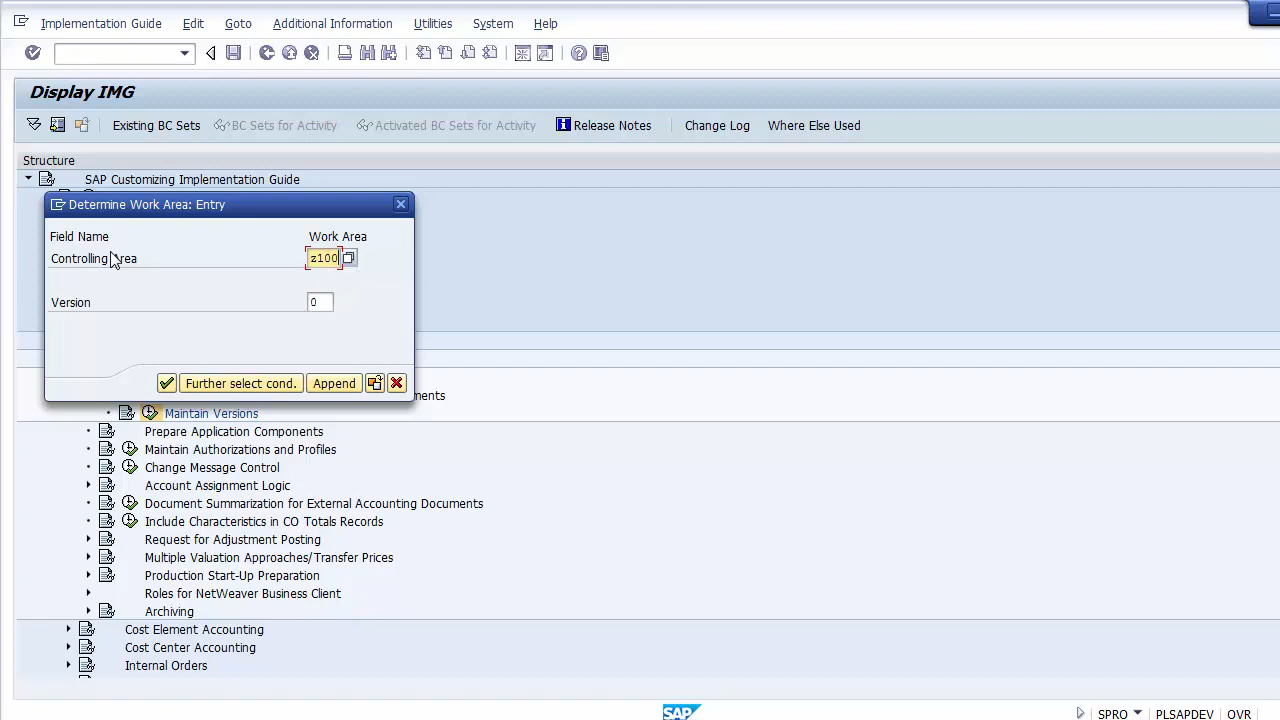 Implementation Guide Edit Goto Additional Information Utilities System Help
Display IMG
Existing BC Sets BC Sets for Activity Activated BC Sets for Activity Release Notes Change Log Where Else Used
Structure
SAP Customizing Implementation Guide
Determine Work Area: Entry
Field Name Work Area
Controlling Area z100
Version 0
Further select cond. Append
ments
Maintain Versions
Prepare Application Components
Maintain Authorizations and Profiles
Change Message Control
Account Assignment Logic
Document Summarization for External Accounting Documents
Include Characteristics in CO Totals Records
Request for Adjustment Posting
Multiple Valuation Approaches/Transfer Prices
Production Start-Up Preparation
Roles for NetWeaver Business Client
Archiving
Cost Element Accounting
Cost Center Accounting
Internal Orders
SAP SPRO PLSAPDEV OVR